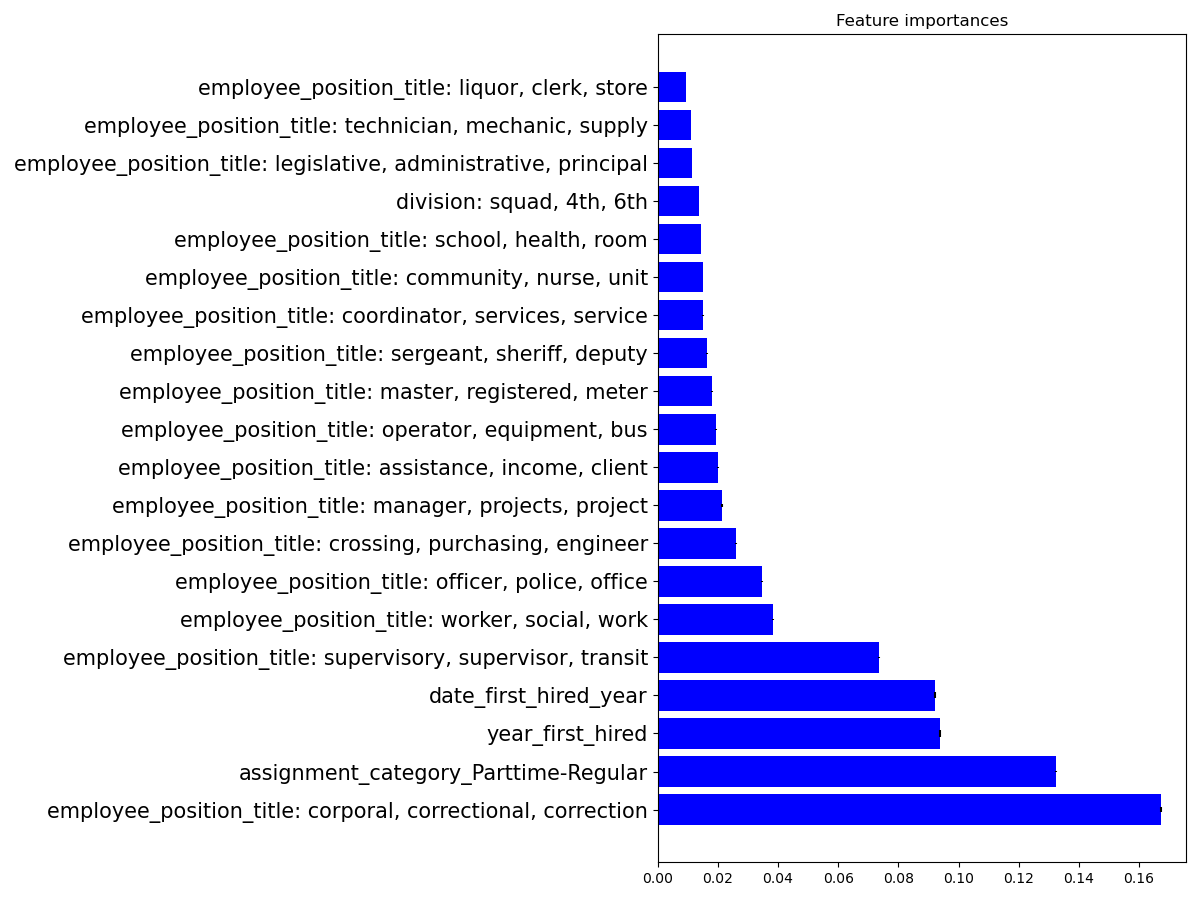 Feature importances
employee_position_title: liquor, clerk, store
employee_position_title: technician, mechanic, supply
employee_position_title: legislative, administrative, principal
division: squad, 4th, 6th
employee_position_title: school, health, room
employee_position_title: community, nurse, unit
employee_position_title: coordinator, services, service
employee_position_title: sergeant, sheriff, deputy
employee_position_title: master, registered, meter
employee_position_title: operator, equipment, bus
employee_position_title: assistance, income, client
employee_position_title: manager, projects, project
employee_position_title: crossing, purchasing, engineer
employee_position_title: officer, police, office
employee_position_title: worker, social, work
employee_position_title: supervisory, supervisor, transit
date_first_hired_year
year_first_hired
assignment_category_Parttime-Regular
employee_position_title: corporal, correctional, correction
0.00 0.02 0.04 0.06 0.08 0.10 0.12 0.14 0.16